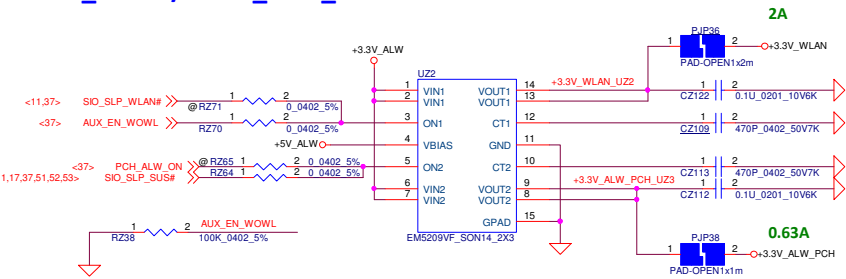 2A
PJP36
1 2
+3.3V_WLAN
PAD-OPEN1x2m
+3.3V_ALW
UZ2
1 VIN1 VOUT1 14 +3.3V_WLAN_UZ2
2 VIN1 VOUT1 13
1 2
CZ122 0.1U_0201_10V6K
<11,37> SIO_SLP_WLAN# 1 2
@RZ71 0_0402_5%
<37> AUX_EN_WOWL 1 2
RZ70 0_0402_5%
3 ON1 CT1 12
1 2
CZ109 470P_0402_50V7K
+5V_ALW 4 VBIAS GND 11
<37> PCH_ALW_ON @RZ65 1 2 0_0402_5%
5 ON2 CT2 10
1 2
CZ113 470P_0402_50V7K
1,17,37,51,52,53> SIO_SLP_SUS# RZ64 1 2 0_0402_5%
6 VIN2 VOUT2 9 +3.3V_ALW_PCH_UZ3
7 VIN2 VOUT2 8
1 2
CZ112 0.1U_0201_10V6K
GPAD 15
EM5209VF_SON14_2X3
1 2 AUX_EN_WOWL
RZ38 100K_0402_5%
0.63A
PJP38
1 2
+3.3V_ALW_PCH
PAD-OPEN1x1m